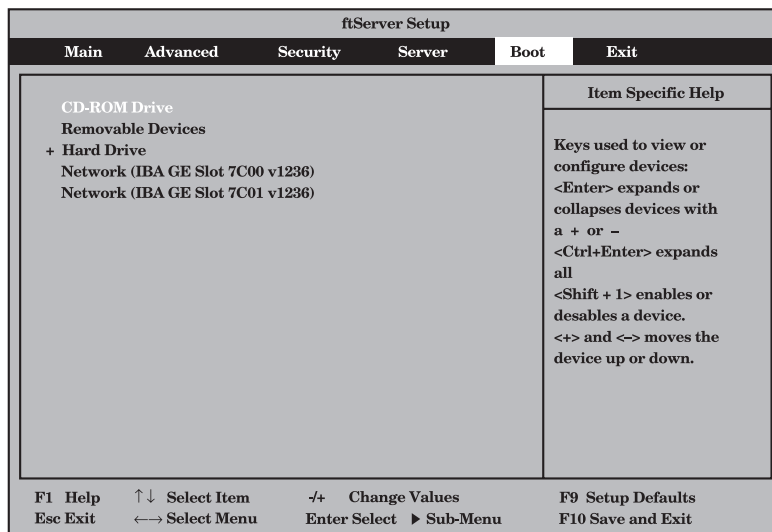 ftServer Setup
Main Advanced Security Server Boot Exit
CD-ROM Drive
Removable Devices
+ Hard Drive
Network (IBA GE Slot 7C00 v1236)
Network (IBA GE Slot 7C01 v1236)
Item Specific Help
Keys used to view or
configure devices:
<Enter> expands or
collapses devices with
a + or –
<Ctrl+Enter> expands
all
<Shift + 1> enables or
desables a device.
<+> and <–> moves the
device up or down.
F1 Help ↑↓ Select Item -/+ Change Values F9 Setup Defaults
Esc Exit ←→ Select Menu Enter Select ▶ Sub-Menu F10 Save and Exit